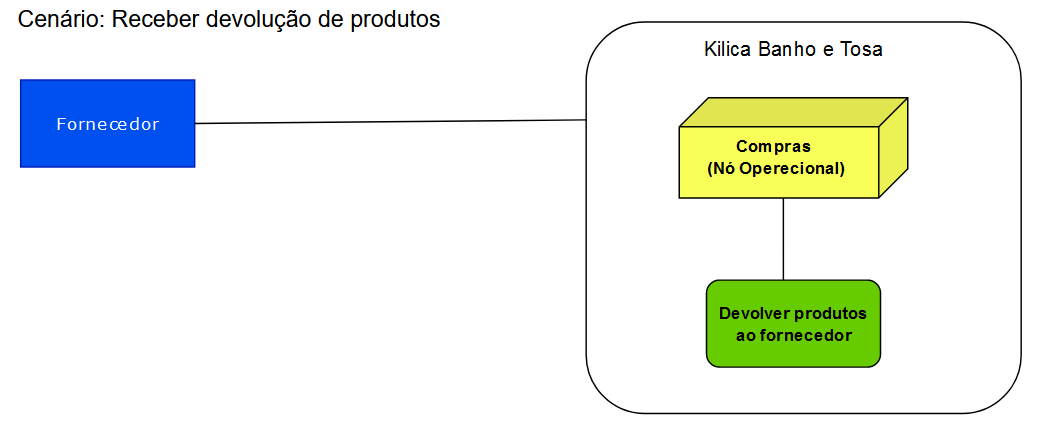 Cenário: Receber devolução de produtos
Kilica Banho e Tosa
Fornecedor
Compras
(Nó Operecional)
Devolver produtos
ao fornecedor